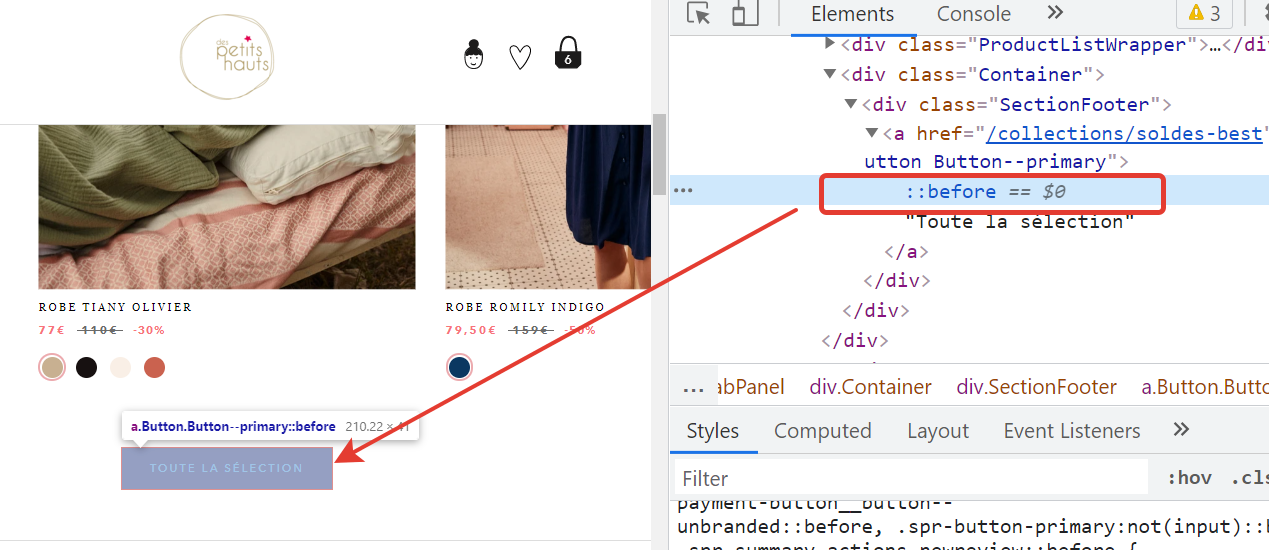 des
petits
hauts
6
ROBE TIANY OLIVIER
77€ 110€ -30%
ROBE ROMILY INDIGO
79,50€ 159€ -50%
a.Button.Button--primary::before 210.22 × 41
TOUTE LA SÉLECTION
Elements Console 3
<div class="ProductListWrapper">…</div
<div class="Container">
<div class="SectionFooter">
<a href="/collections/soldes-best"
utton Button--primary">
… ::before == $0
"Toute la sélection"
</a>
</div>
</div>
</div>
… abPanel div.Container div.SectionFooter a.Button.Butto
Styles Computed Layout Event Listeners
Filter :hov .cls
payment-button__button--
unbranded::before, .spr-button-primary:not(input)::b
.spr-summary-actions-newreview::before {